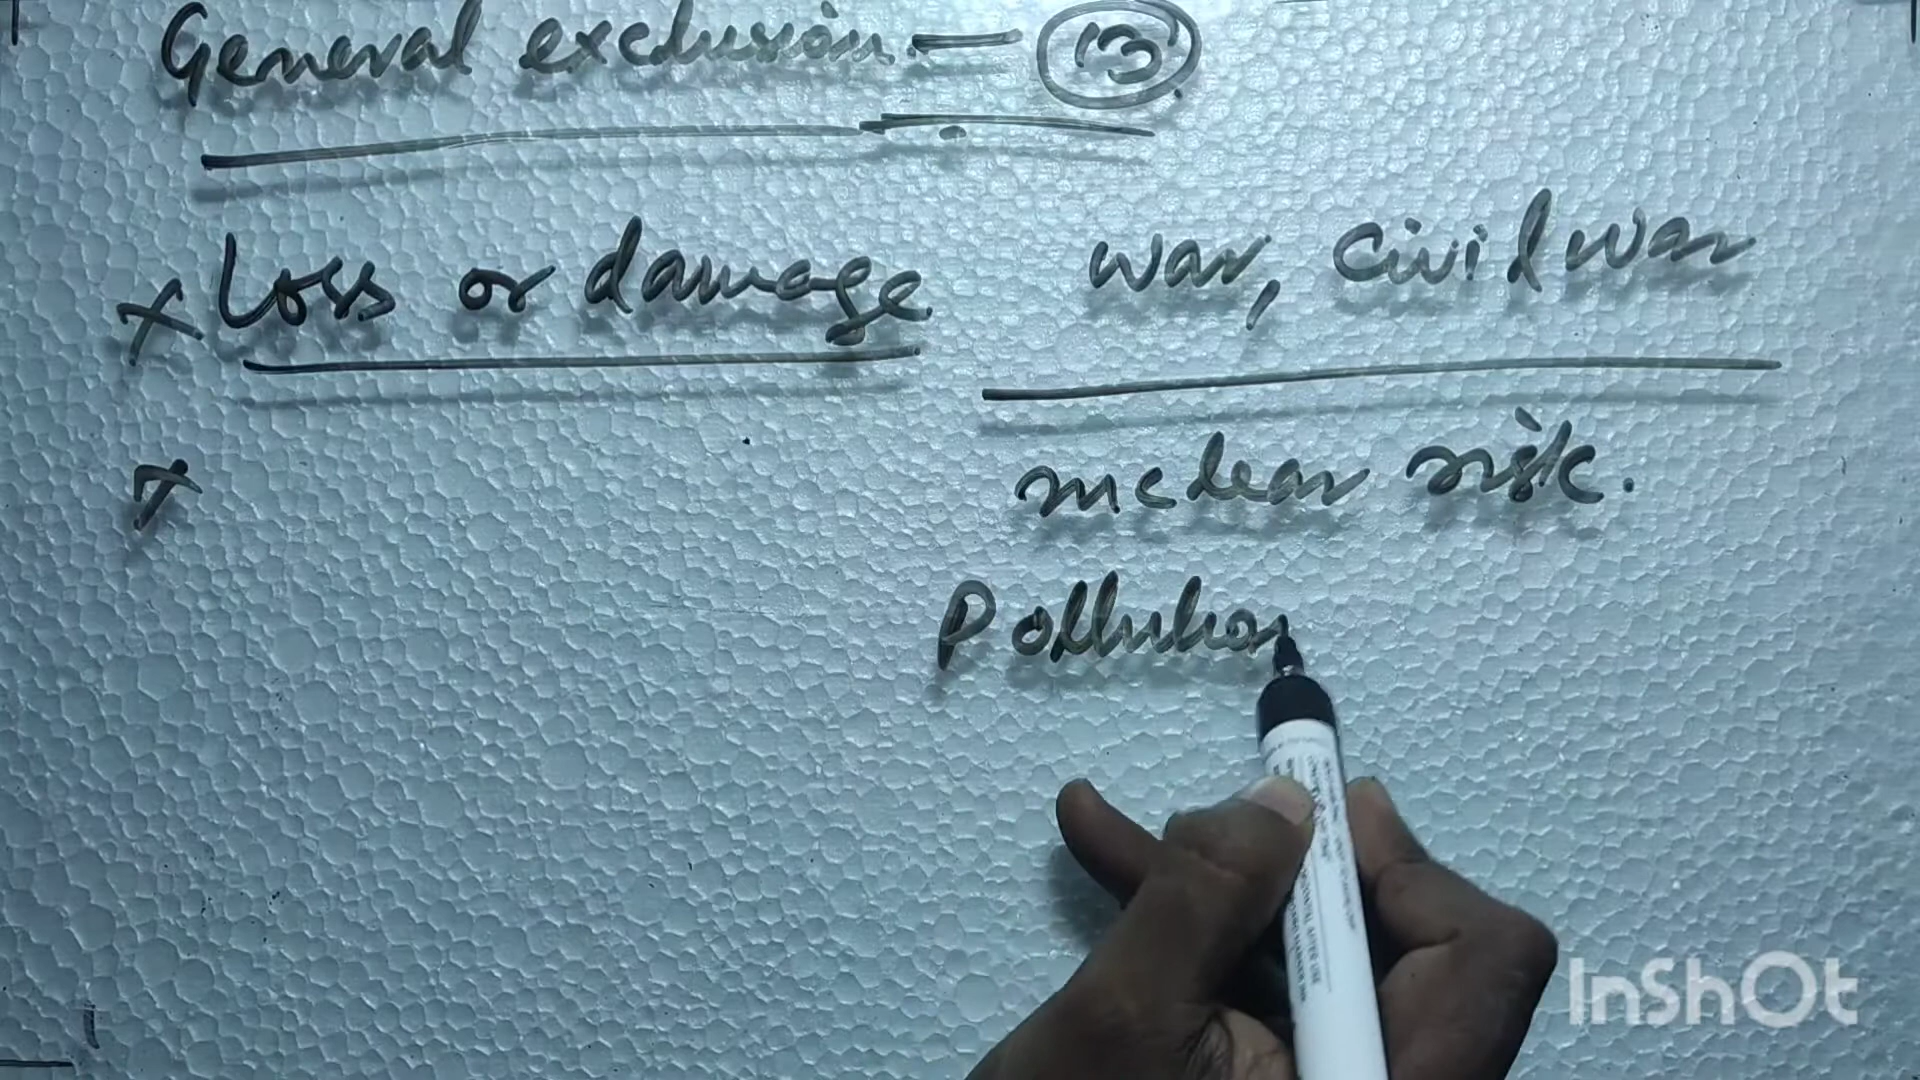 General exclusion — 13
x Loss or damage war, civil war
x nuclear risk.
Pollution
InShOt